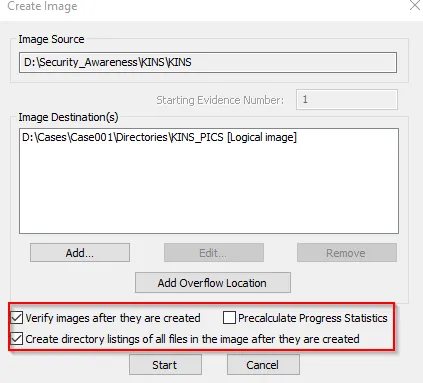 Create Image
Image Source
D:\Security_Awareness\KINS\KINS
Starting Evidence Number: 1
Image Destination(s)
D:\Cases\Case001\Directories\KINS_PICS [Logical image]
Add... Edit... Remove
Add Overflow Location
Verify images after they are created Precalculate Progress Statistics
Create directory listings of all files in the image after they are created
Start Cancel